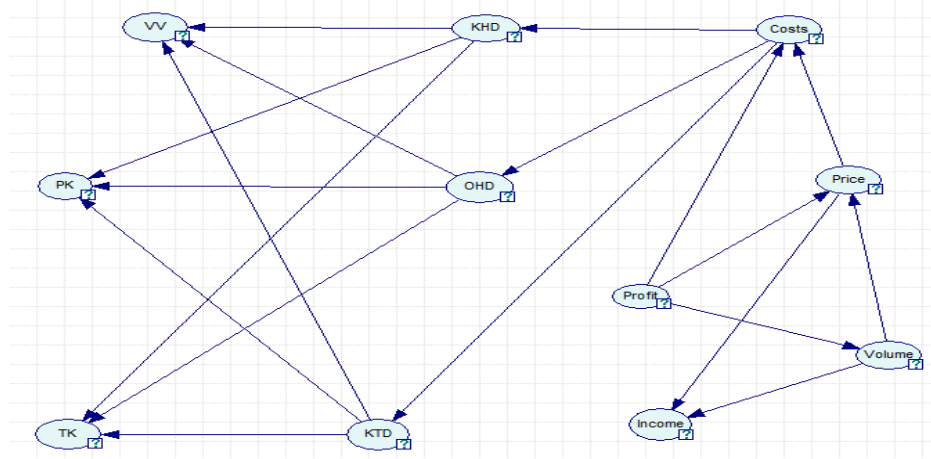 VV
?
KHD
?
Costs
?
PK
?
OHD
?
Price
?
Profit
?
Volume
?
Income
?
TK
?
KTD
?